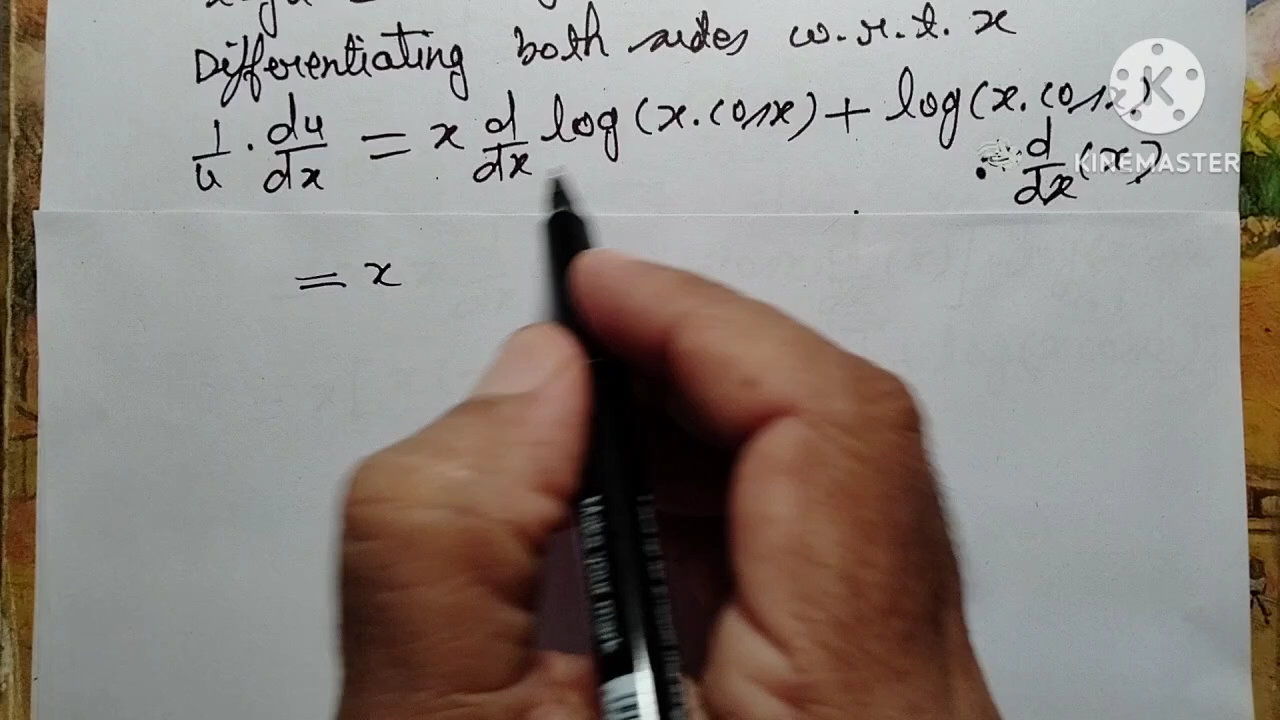 Differentiating both sides w.r.t. x
1/u · du/dx = x d/dx log(x.cosx) + log(x.cosx)
· d/dx (x)
= x
K
KINEMASTER